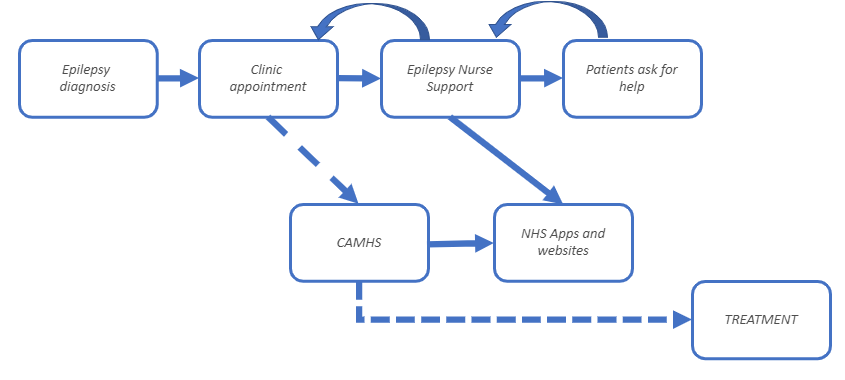 Epilepsy
diagnosis
Clinic
appointment
Epilepsy Nurse
Support
Patients ask for
help
CAMHS
NHS Apps and
websites
TREATMENT